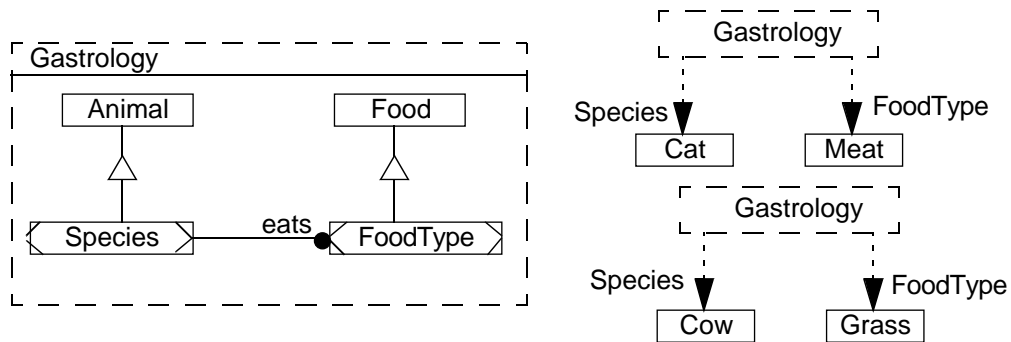 Gastrology
Animal
Food
Species
eats
FoodType
Gastrology
Species
FoodType
Cat
Meat
Gastrology
Species
FoodType
Cow
Grass